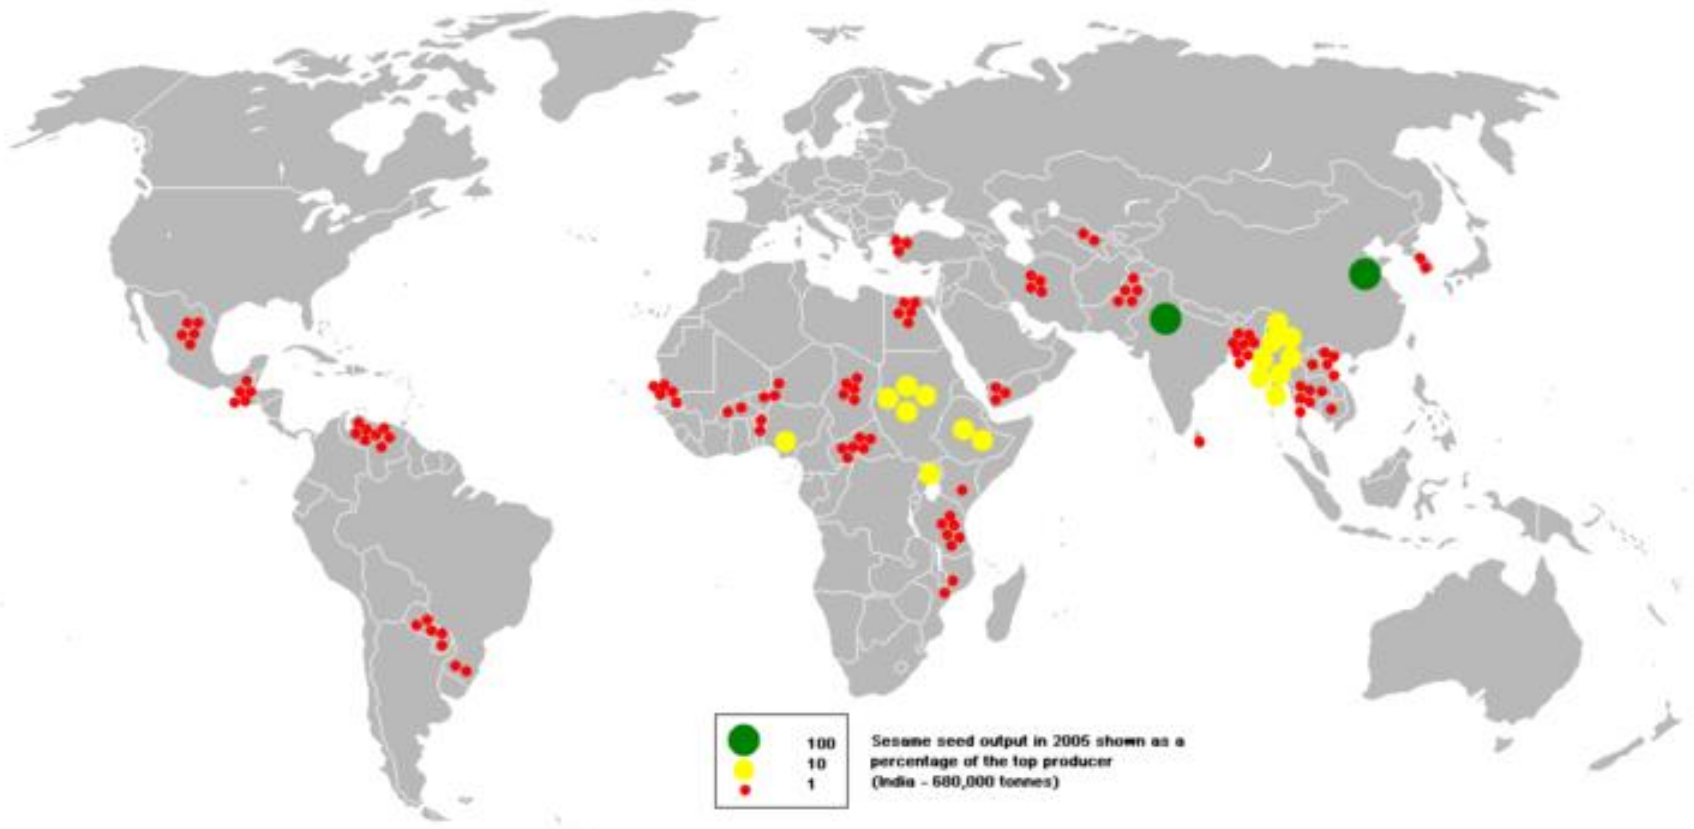 100
10
1
Sesame seed output in 2005 shown as a
percentage of the top producer
(India - 680,000 tonnes)